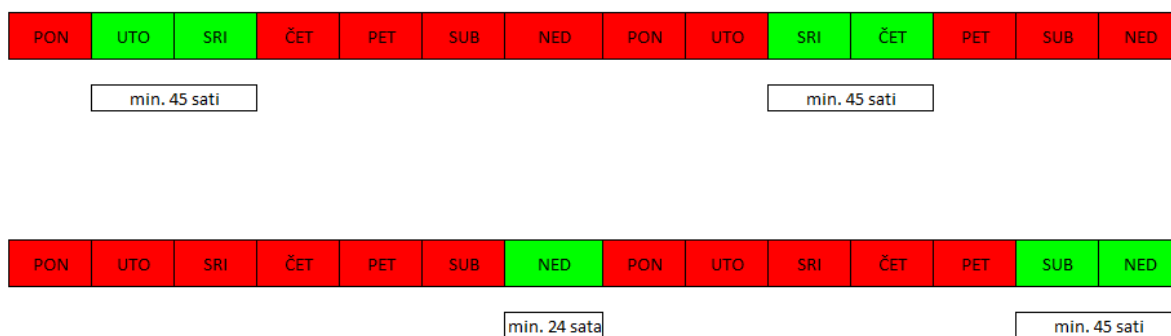 PON UTO SRI ČET PET SUB NED PON UTO SRI ČET PET SUB NED
min. 45 sati min. 45 sati
PON UTO SRI ČET PET SUB NED PON UTO SRI ČET PET SUB NED
min. 24 sata min. 45 sati